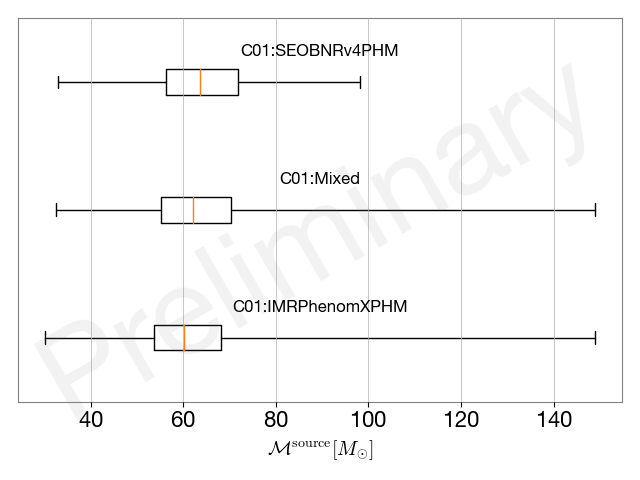 C01:SEOBNRv4PHM
C01:Mixed
C01:IMRPhenomXPHM
Preliminary
40 60 80 100 120 140
ℳ^source [M_⊙]